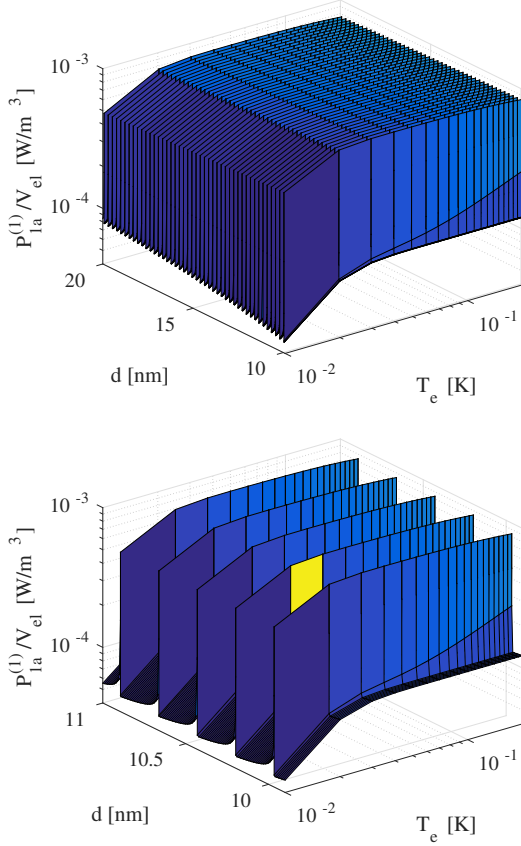 10^-3
10^-4
P_1a^(1)/V_el [W/m^3]
20
15
10
d [nm]
10^-2
10^-1
T_e [K]
10^-3
10^-4
P_1a^(1)/V_el [W/m^3]
11
10.5
10
d [nm]
10^-2
10^-1
T_e [K]